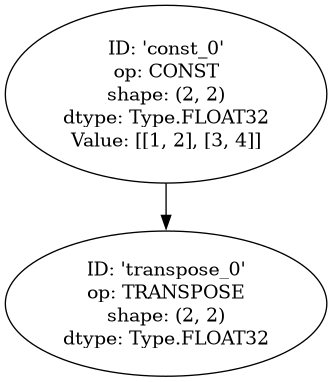 ID: 'const_0'
op: CONST
shape: (2, 2)
dtype: Type.FLOAT32
Value: [[1, 2], [3, 4]]
ID: 'transpose_0'
op: TRANSPOSE
shape: (2, 2)
dtype: Type.FLOAT32